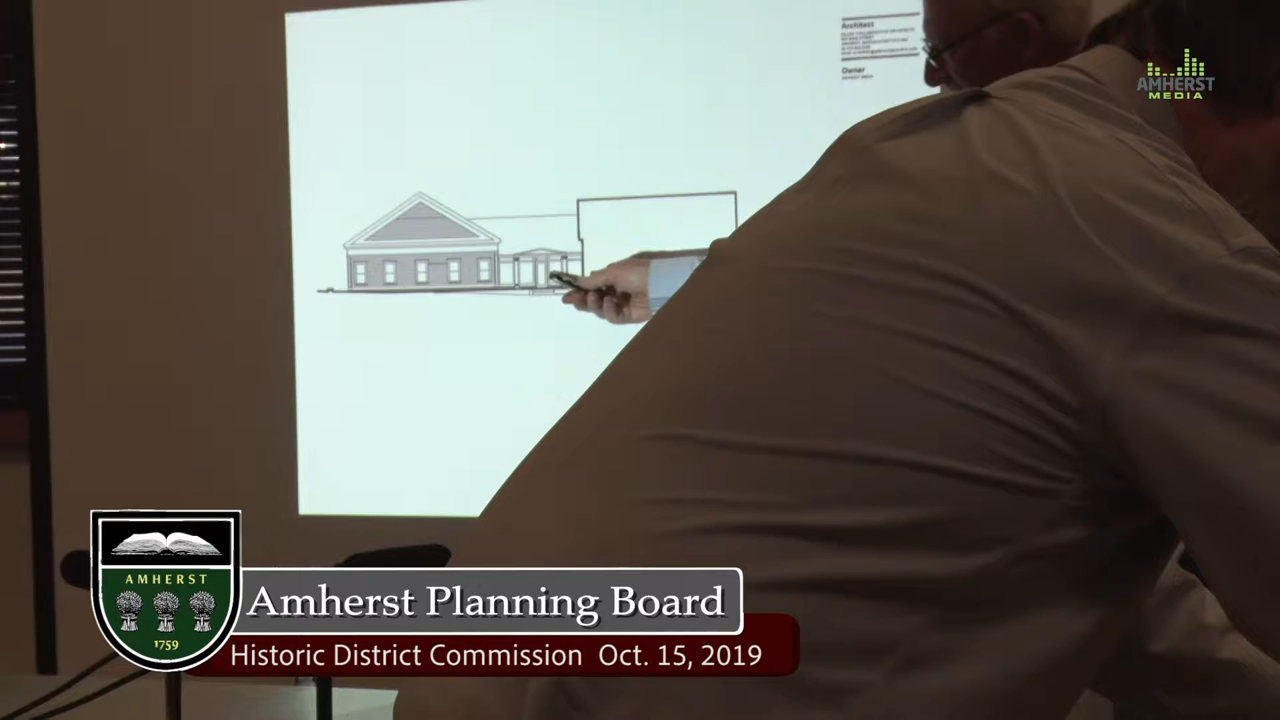 Architect
Owner
AMHERST
MEDIA
AMHERST
1759
Amherst Planning Board
Historic District Commission Oct. 15, 2019